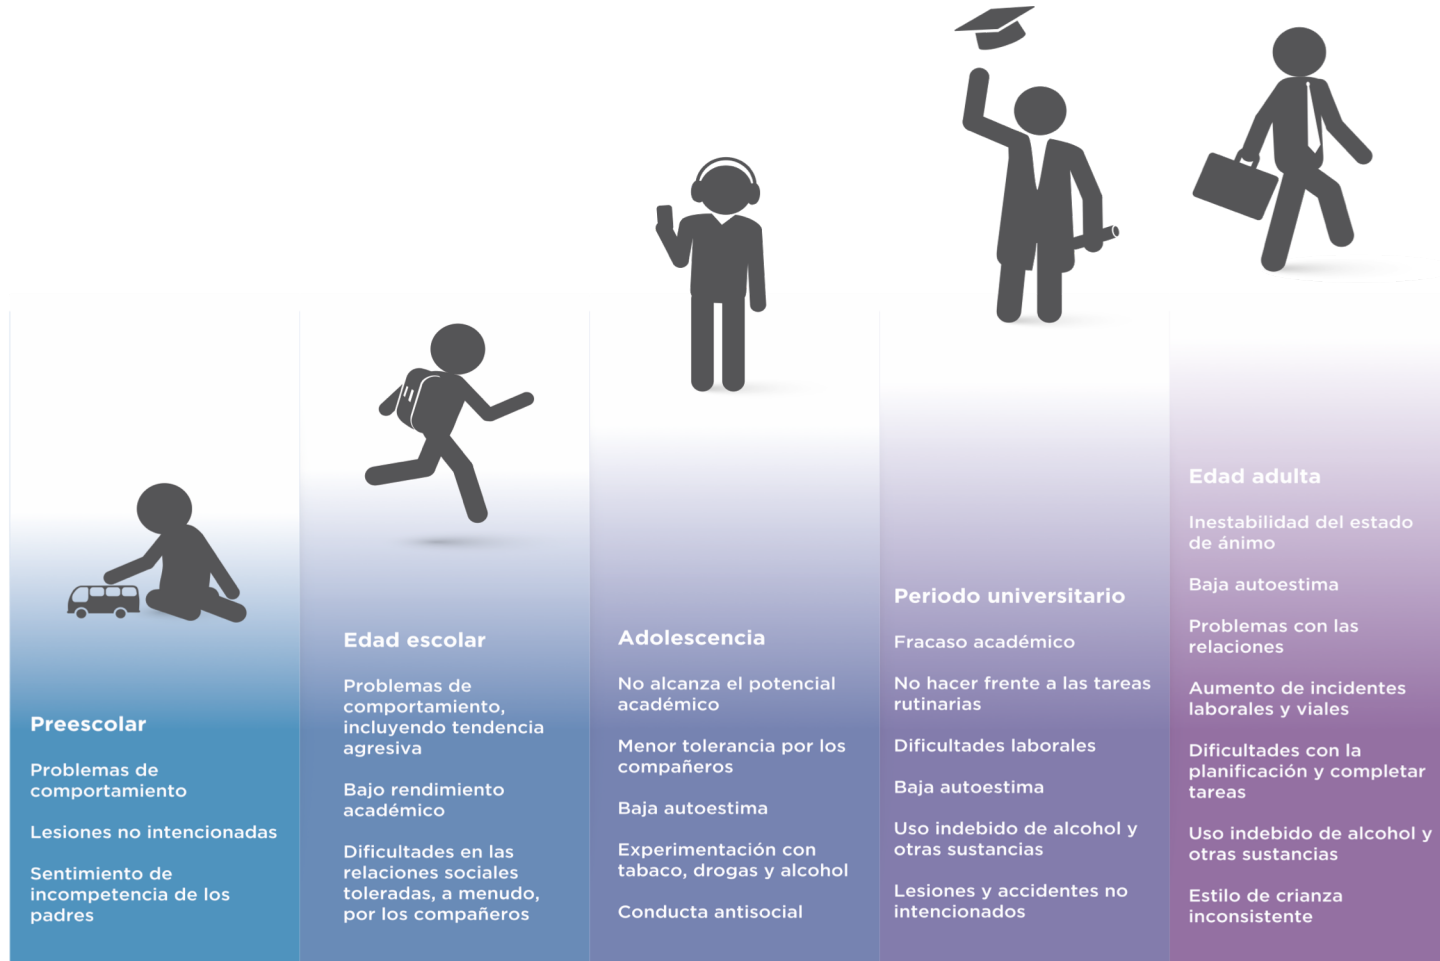 Preescolar
Problemas de
comportamiento
Lesiones no intencionadas
Sentimiento de
incompetencia de los
padres
Edad escolar
Problemas de
comportamiento,
incluyendo tendencia
agresiva
Bajo rendimiento
académico
Dificultades en las
relaciones sociales
toleradas, a menudo,
por los compañeros
Adolescencia
No alcanza el potencial
académico
Menor tolerancia por los
compañeros
Baja autoestima
Experimentación con
tabaco, drogas y alcohol
Conducta antisocial
Periodo universitario
Fracaso académico
No hacer frente a las tareas
rutinarias
Dificultades laborales
Baja autoestima
Uso indebido de alcohol y
otras sustancias
Lesiones y accidentes no
intencionados
Edad adulta
Inestabilidad del estado
de ánimo
Baja autoestima
Problemas con las
relaciones
Aumento de incidentes
laborales y viales
Dificultades con la
planificación y completar
tareas
Uso indebido de alcohol y
otras sustancias
Estilo de crianza
inconsistente